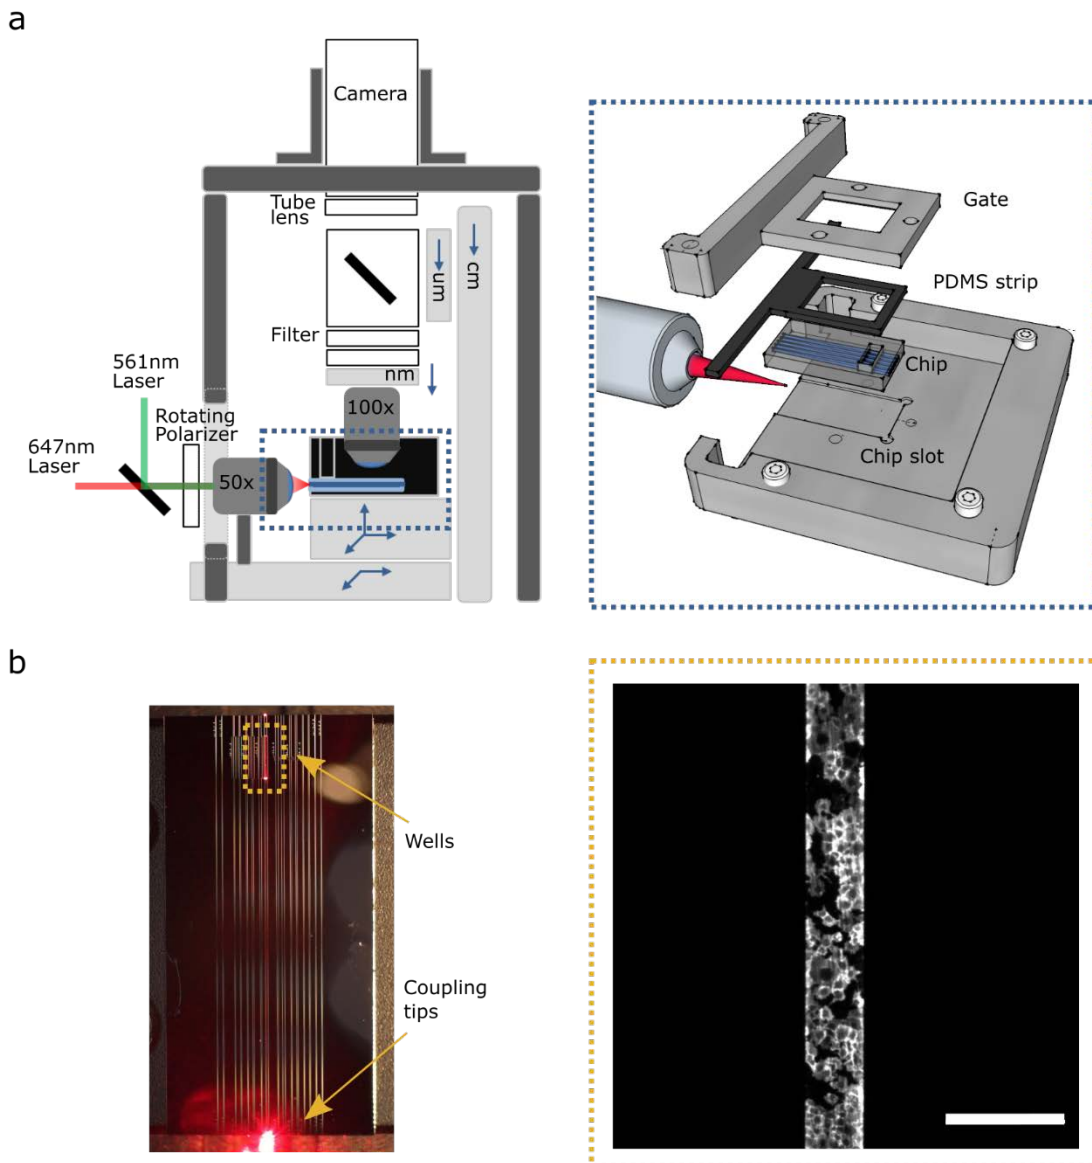 a
Camera
Tube
lens
um
cm
Filter
nm
561nm
Laser
Rotating
Polarizer
647nm
Laser
100x
50x
Gate
PDMS strip
Chip
Chip slot
b
Wells
Coupling
tips